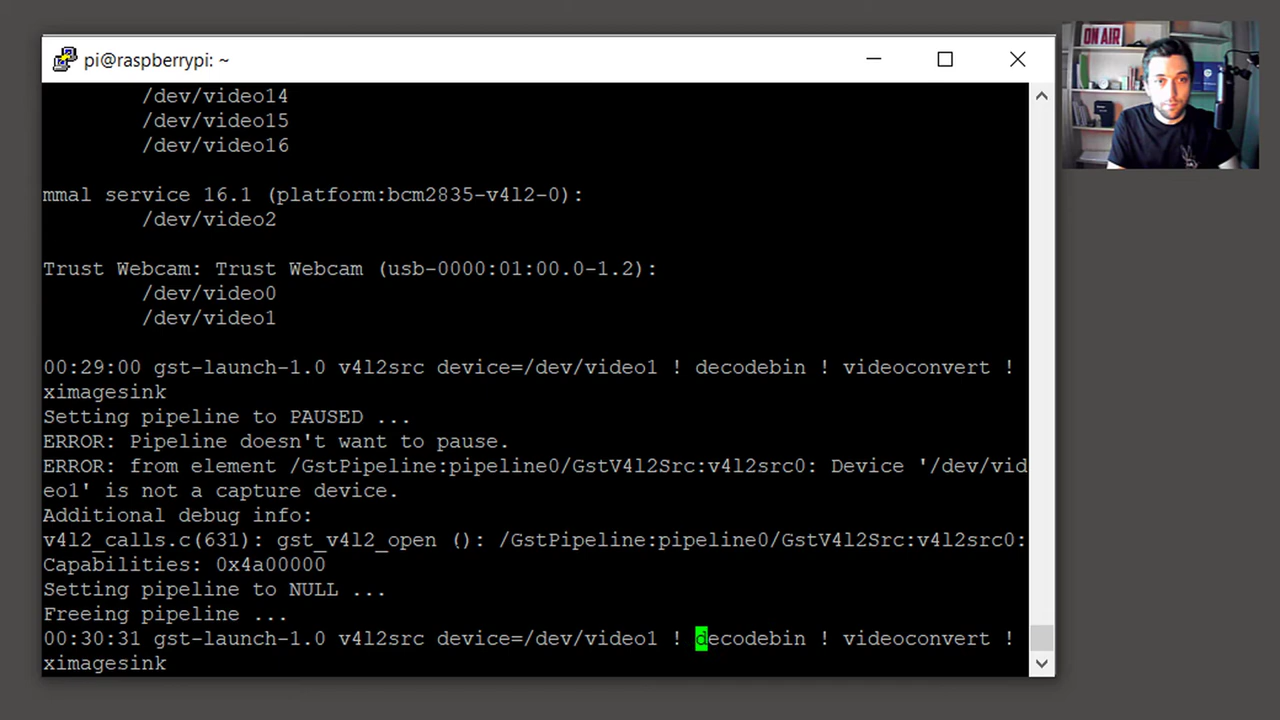 pi@raspberrypi: ~
ON AIR
/dev/video14
/dev/video15
/dev/video16
mmal service 16.1 (platform:bcm2835-v4l2-0):
/dev/video2
Trust Webcam: Trust Webcam (usb-0000:01:00.0-1.2):
/dev/video0
/dev/video1
00:29:00 gst-launch-1.0 v4l2src device=/dev/video1 ! decodebin ! videoconvert !
ximagesink
Setting pipeline to PAUSED ...
ERROR: Pipeline doesn't want to pause.
ERROR: from element /GstPipeline:pipeline0/GstV4l2Src:v4l2src0: Device '/dev/vid
eo1' is not a capture device.
Additional debug info:
v4l2_calls.c(631): gst_v4l2_open (): /GstPipeline:pipeline0/GstV4l2Src:v4l2src0:
Capabilities: 0x4a00000
Setting pipeline to NULL ...
Freeing pipeline ...
00:30:31 gst-launch-1.0 v4l2src device=/dev/video1 ! decodebin ! videoconvert !
ximagesink